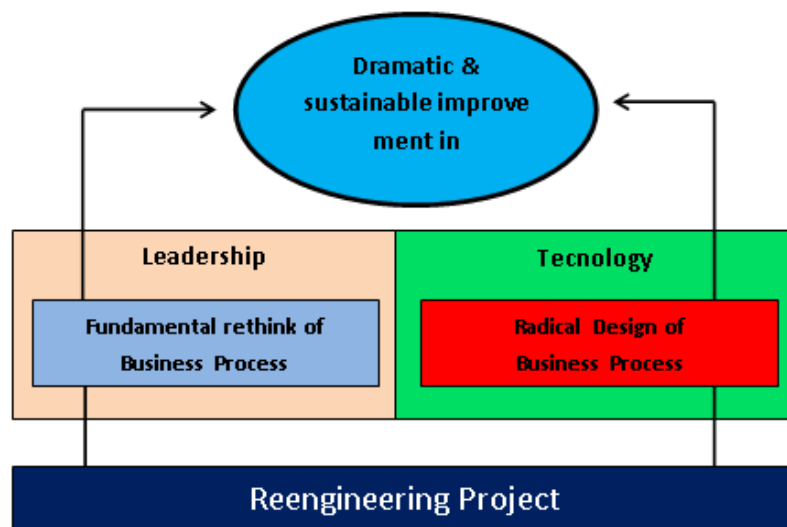 Dramatic &
sustainable improve
ment in
Leadership
Tecnology
Fundamental rethink of
Business Process
Radical Design of
Business Process
Reengineering Project